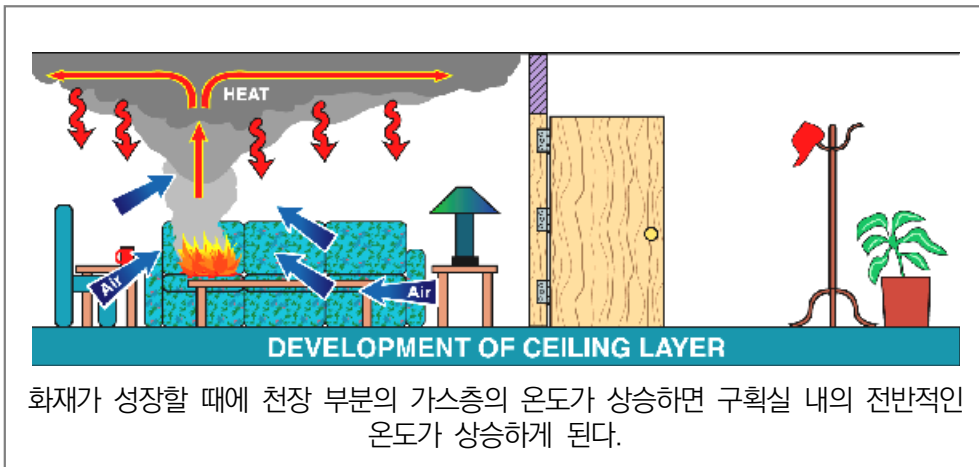 HEAT
Air
Air
DEVELOPMENT OF CEILING LAYER
화재가 성장할 때에 천장 부분의 가스층의 온도가 상승하면 구획실 내의 전반적인
온도가 상승하게 된다.